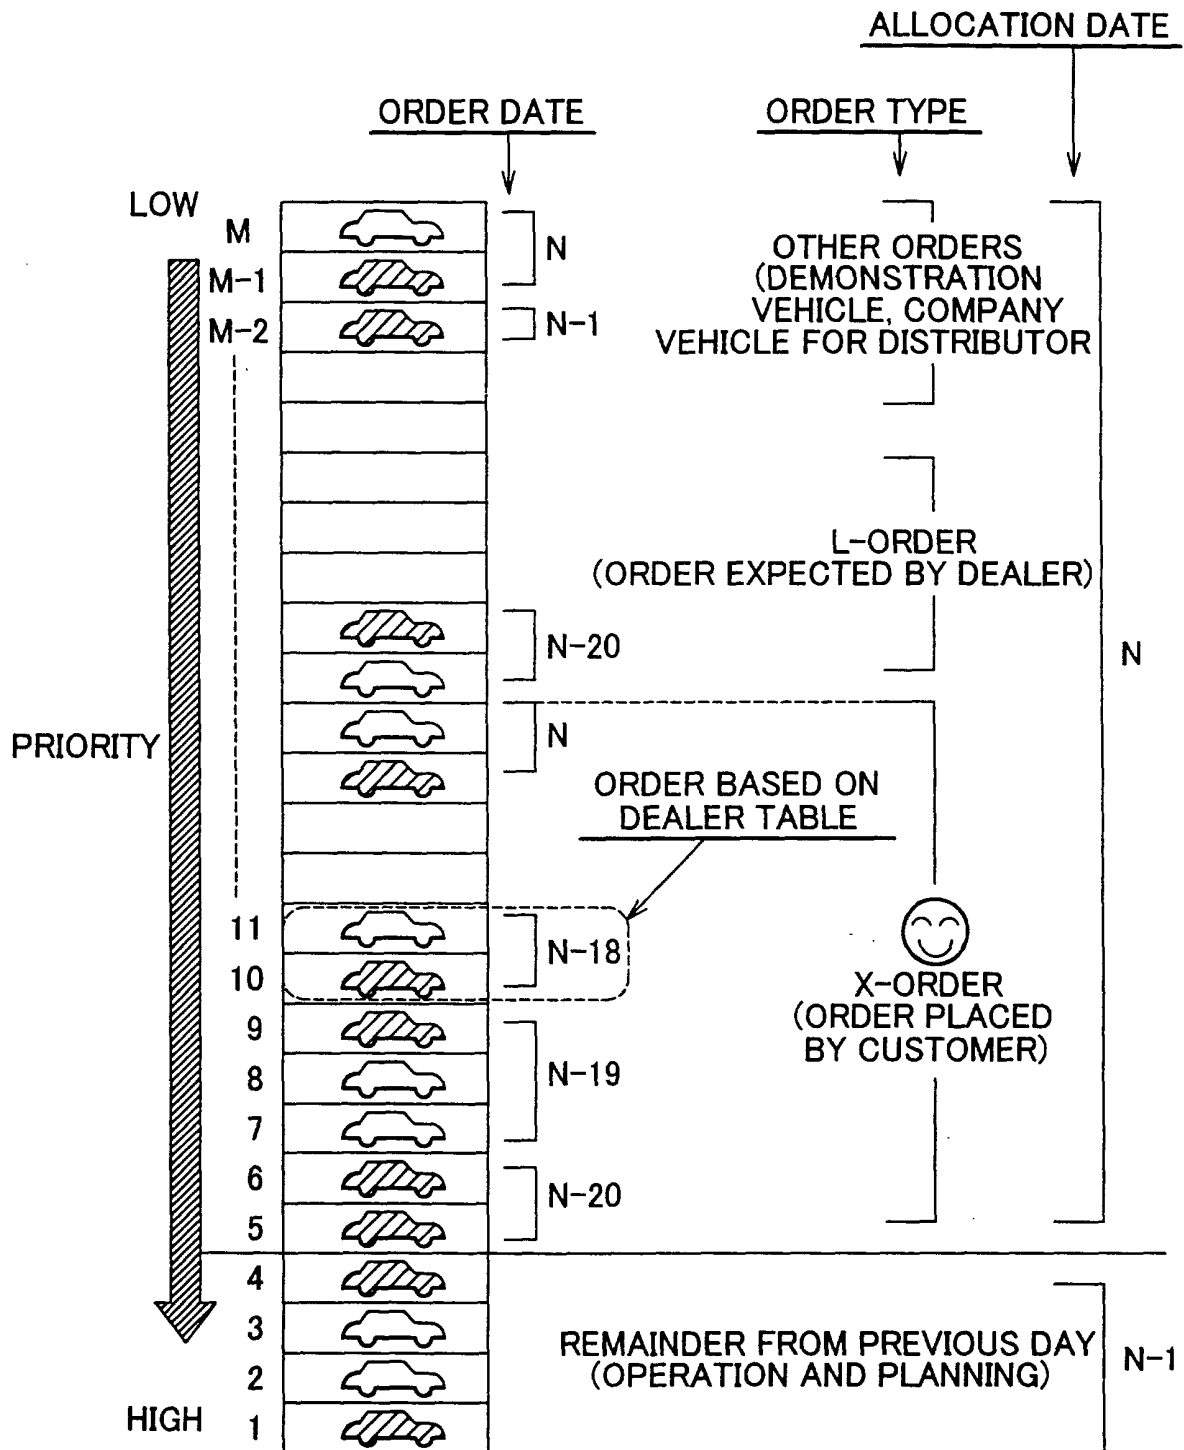 ALLOCATION DATE
ORDER DATE
ORDER TYPE
LOW
M
N
M-1
M-2
N-1
OTHER ORDERS
(DEMONSTRATION
VEHICLE, COMPANY
VEHICLE FOR DISTRIBUTOR
L-ORDER
(ORDER EXPECTED BY DEALER)
N-20
N
N
PRIORITY
ORDER BASED ON
DEALER TABLE
11
10
N-18
X-ORDER
(ORDER PLACED
BY CUSTOMER)
9
8
7
N-19
6
5
N-20
4
3
2
HIGH
1
REMAINDER FROM PREVIOUS DAY
(OPERATION AND PLANNING)
N-1